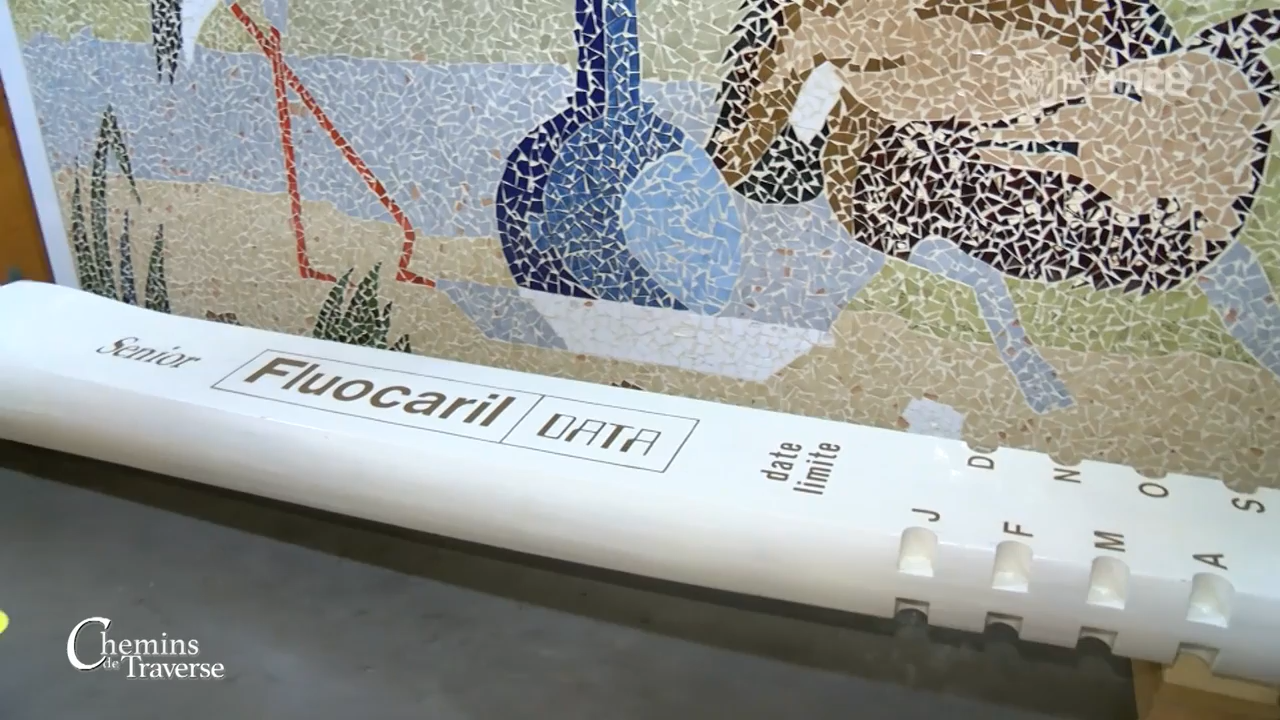 Senior
Fluocaril DATA
date
limite
D
N
O
S
J
F
M
A
Chemins
de Traverse